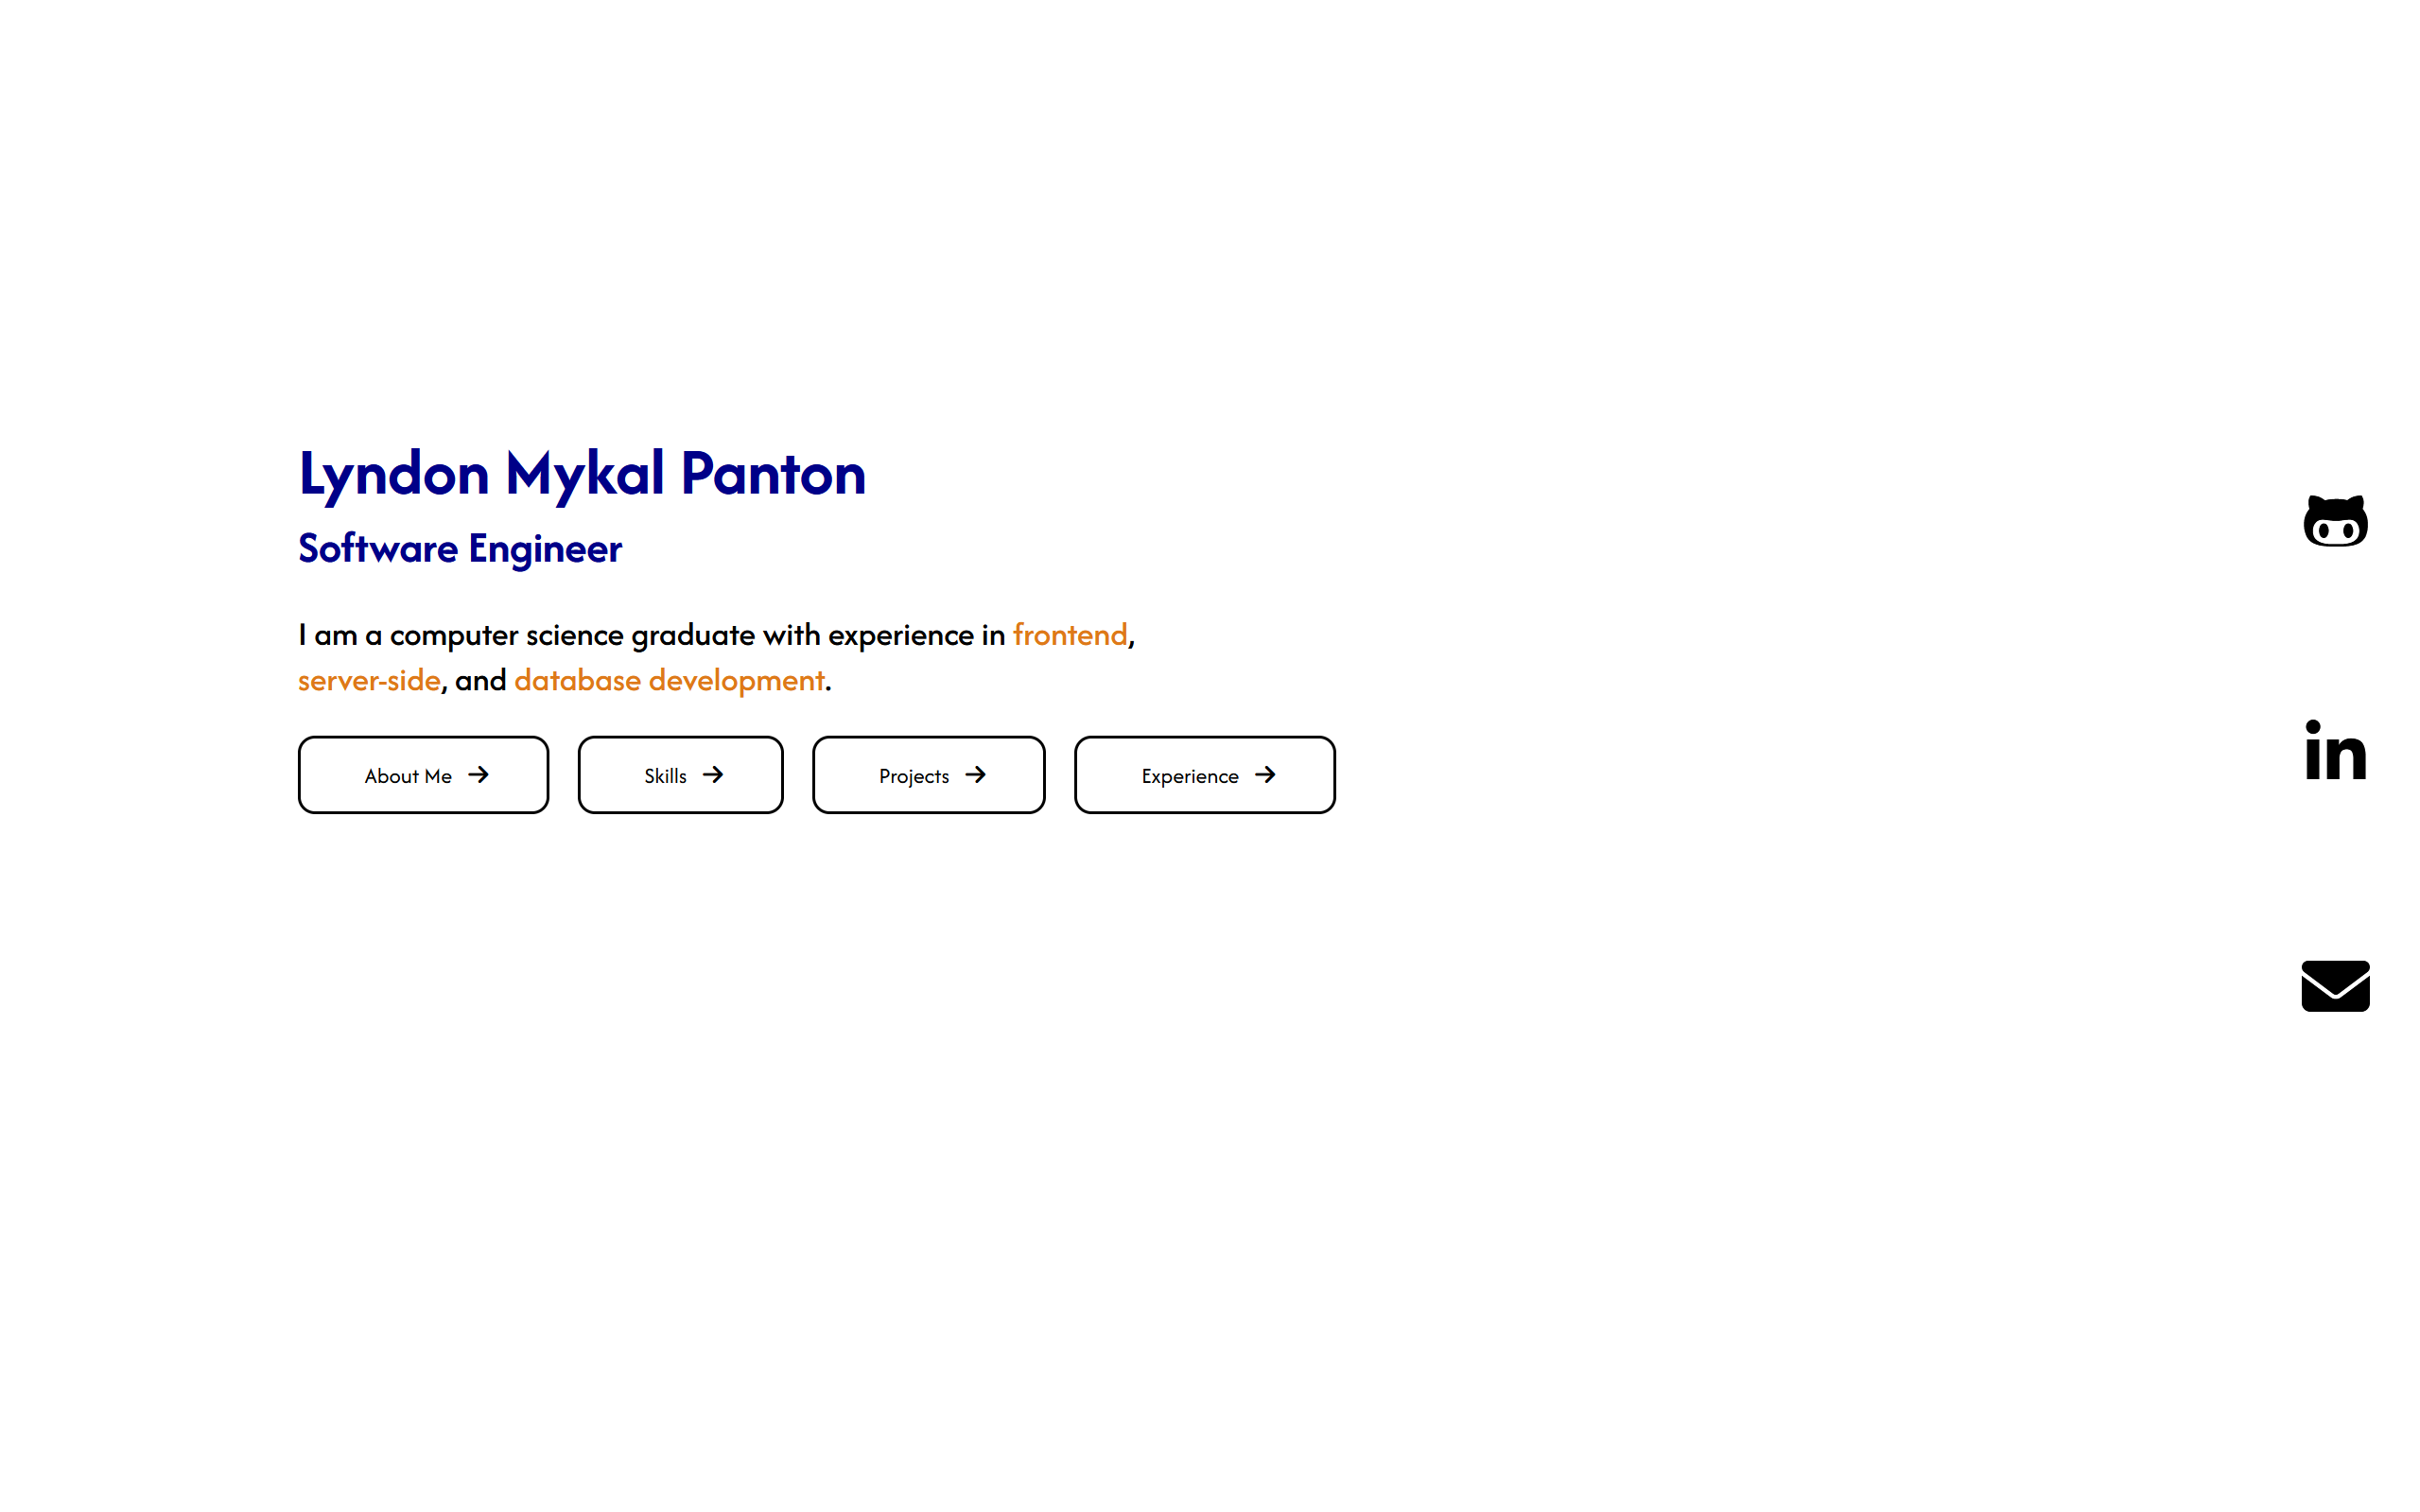 Lyndon Mykal Panton
Software Engineer
I am a computer science graduate with experience in frontend,
server-side, and database development.
About Me
Skills
Projects
Experience
in